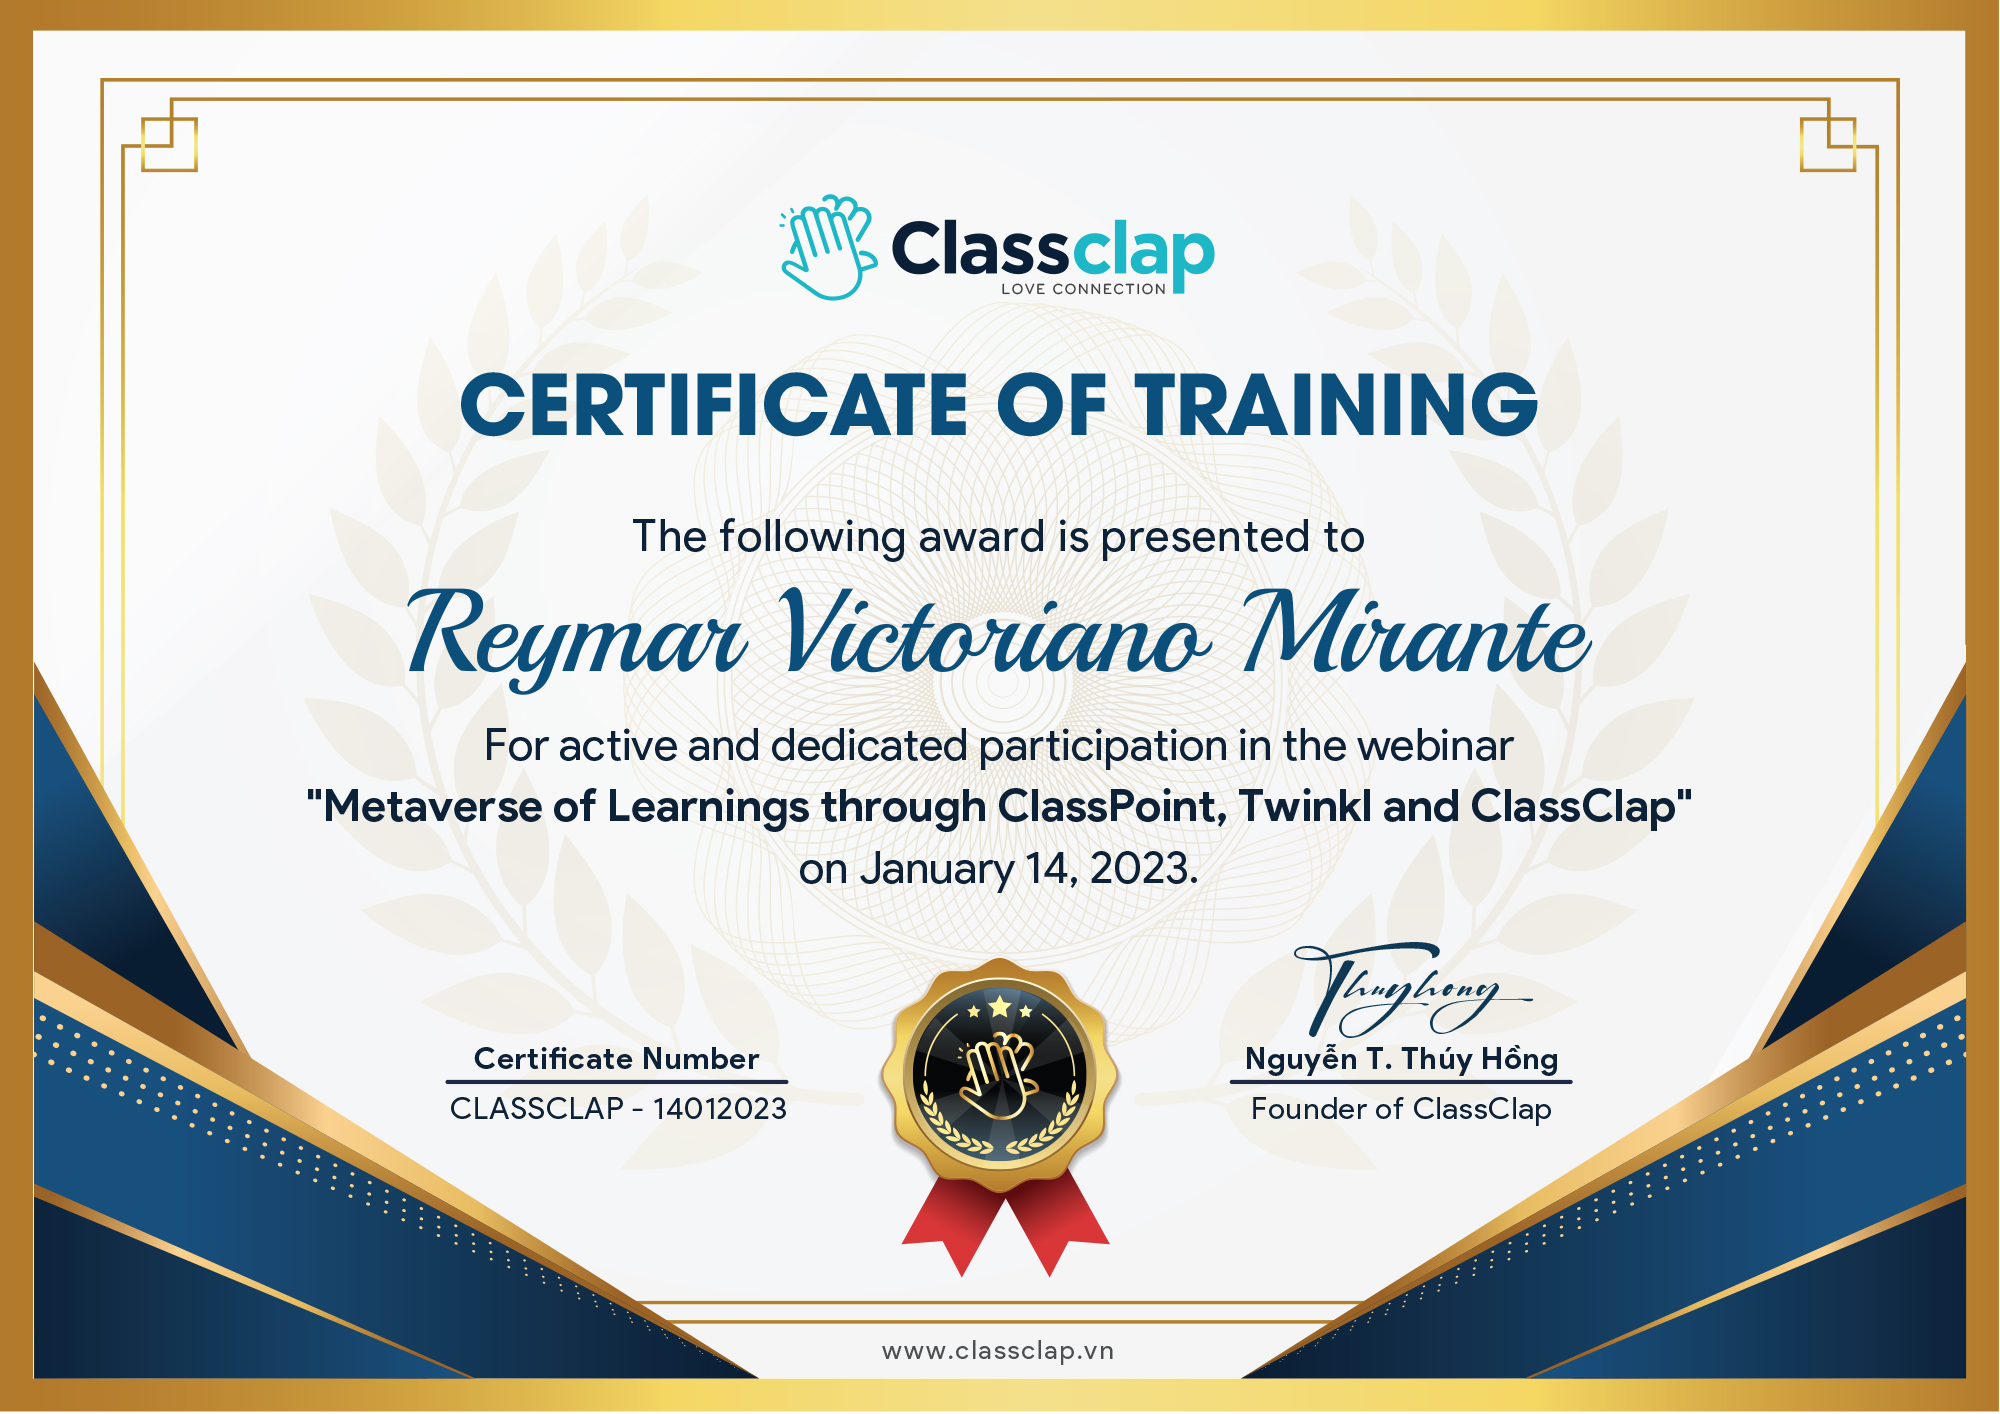 Classclap
LOVE CONNECTION
CERTIFICATE OF TRAINING
The following award is presented to
Reymar Victoriano Mirante
For active and dedicated participation in the webinar
"Metaverse of Learnings through ClassPoint, Twinkl and ClassClap"
on January 14, 2023.
Thuyhong
Certificate Number
CLASSCLAP - 14012023
Nguyễn T. Thúy Hồng
Founder of ClassClap
www.classclap.vn